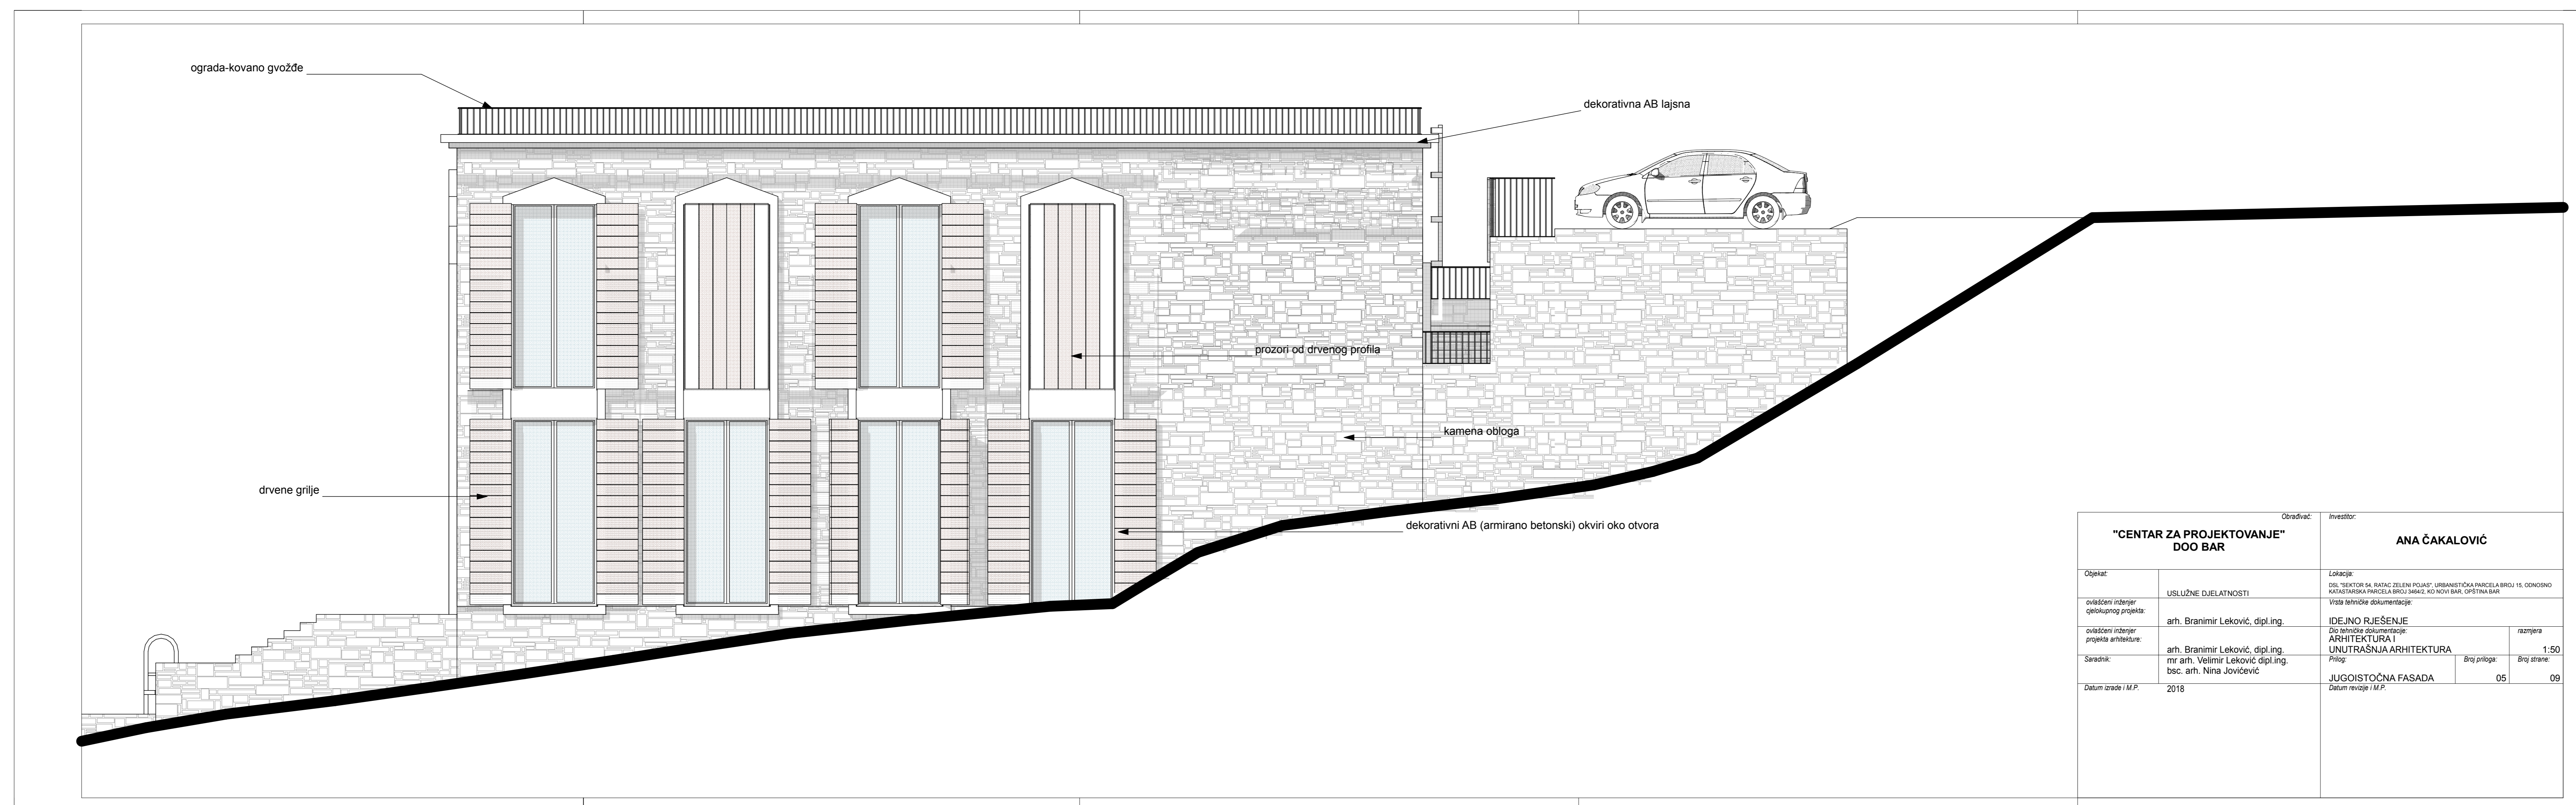 ograda-kovano gvožđe
dekorativna AB lajsna
prozori od drvenog profila
kamena obloga
drvene grilje
dekorativni AB (armirano betonski) okviri oko otvora
Obrađivač:
"CENTAR ZA PROJEKTOVANJE"
DOO BAR
Investitor:
ANA ČAKALOVIĆ
Objekat:
USLUŽNE DJELATNOSTI
Lokacija:
DSL "SEKTOR 54, RATAC ZELENI POJAS", URBANISTIČKA PARCELA BROJ 15, ODNOSNO
KATASTARSKA PARCELA BROJ 3464/2, KO NOVI BAR, OPŠTINA BAR
ovlašćeni inženjer
cjelokupnog projekta:
arh. Branimir Leković, dipl.ing.
Vrsta tehničke dokumentacije:
IDEJNO RJEŠENJE
ovlašćeni inženjer
projekta arhitekture:
arh. Branimir Leković, dipl.ing.
Dio tehničke dokumentacije:
ARHITEKTURA I
UNUTRAŠNJA ARHITEKTURA
razmjera
1:50
Saradnik:
mr arh. Velimir Leković dipl.ing.
bsc. arh. Nina Jovićević
Prilog:
JUGOISTOČNA FASADA
Broj priloga:
05
Broj strane:
09
Datum izrade i M.P.
2018
Datum revizije i M.P.